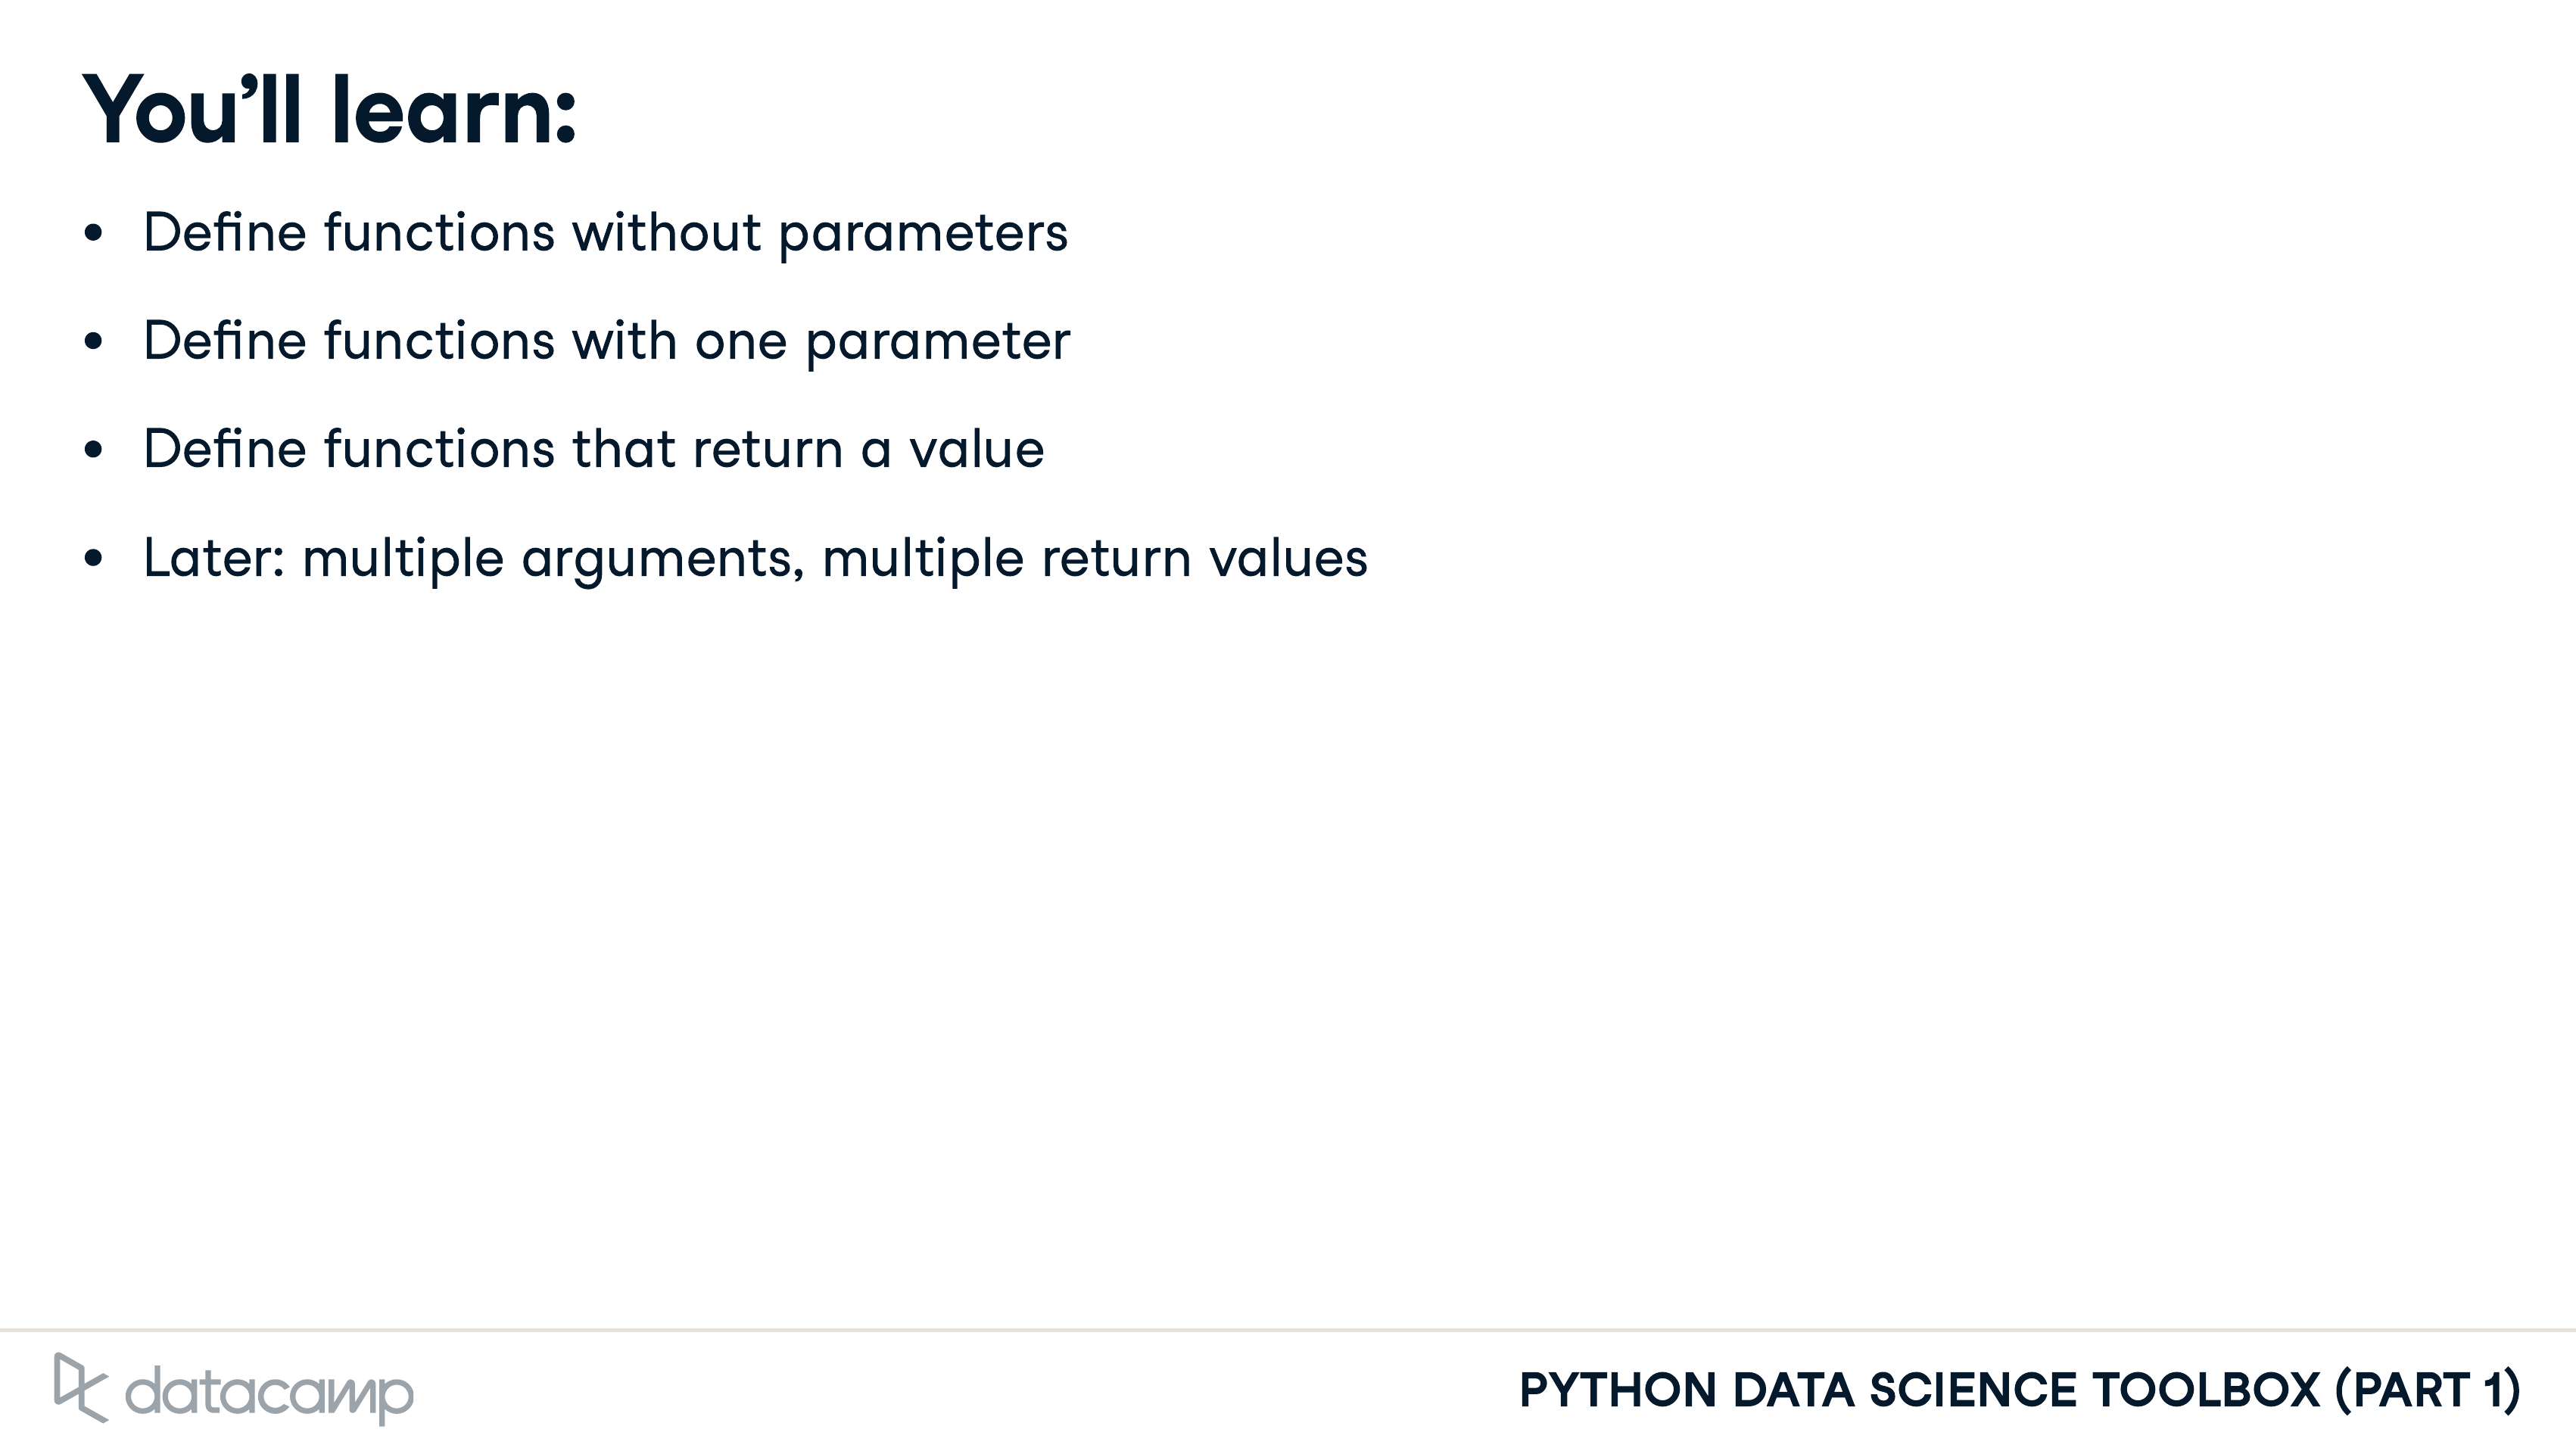 You’ll learn:
• Define functions without parameters
• Define functions with one parameter
• Define functions that return a value
• Later: multiple arguments, multiple return values
datacamp
PYTHON DATA SCIENCE TOOLBOX (PART 1)